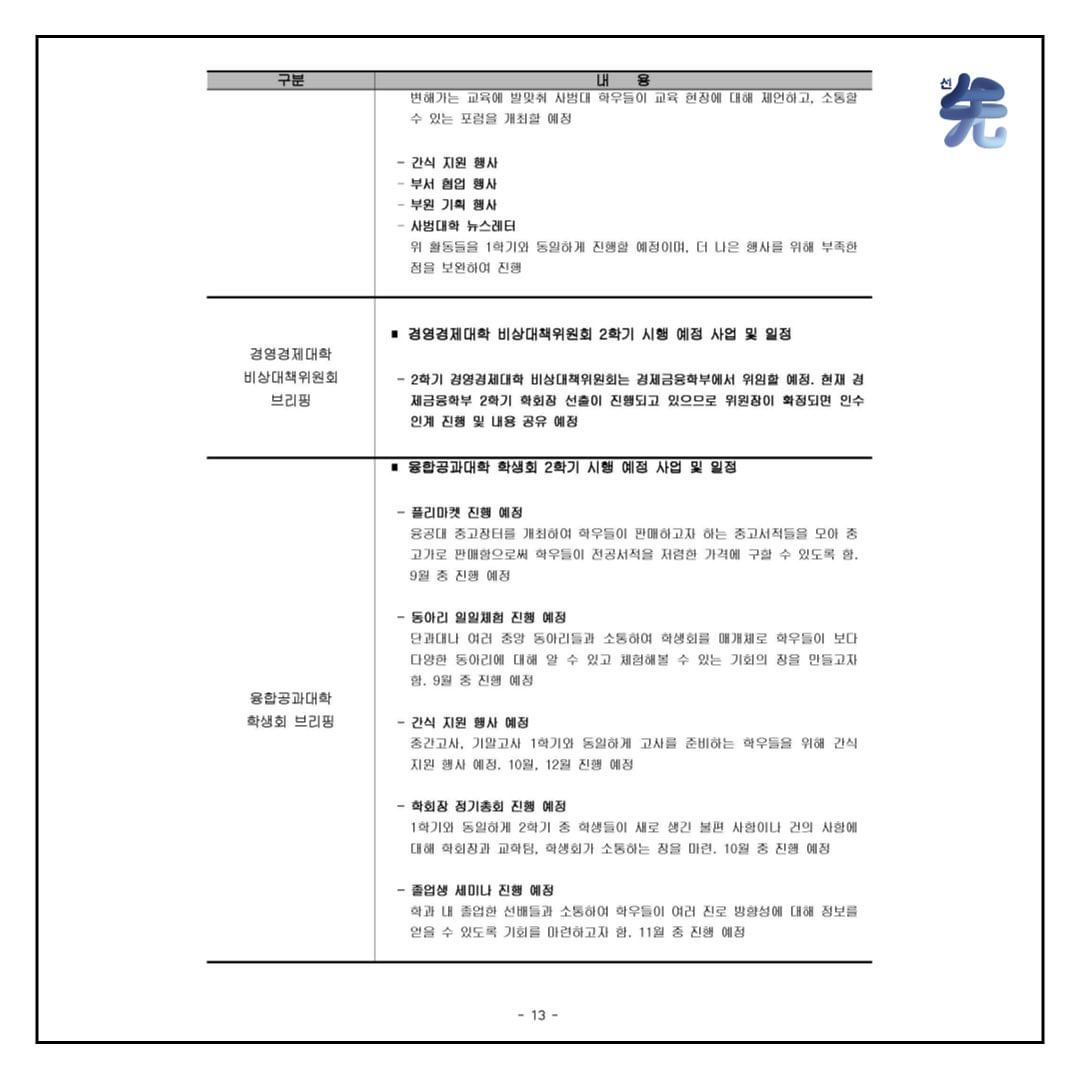 구분 내 용
선 先
변해가는 교육에 발맞춰 사범대 학우들이 교육 현장에 대해 제언하고, 소통할
수 있는 포럼을 개최할 예정
- 간식 지원 행사
- 부서 협업 행사
- 부원 기획 행사
- 사범대학 뉴스레터
위 활동들을 1학기와 동일하게 진행할 예정이며, 더 나은 행사를 위해 부족한
점을 보완하여 진행
경영경제대학
비상대책위원회
브리핑
■ 경영경제대학 비상대책위원회 2학기 시행 예정 사업 및 일정
- 2학기 경영경제대학 비상대책위원회는 경제금융학부에서 위임할 예정. 현재 경
제금융학부 2학기 학회장 선출이 진행되고 있으므로 위원장이 확정되면 인수
인계 진행 및 내용 공유 예정
융합공과대학
학생회 브리핑
■ 융합공과대학 학생회 2학기 시행 예정 사업 및 일정
- 플리마켓 진행 예정
융공대 중고장터를 개최하여 학우들이 판매하고자 하는 중고서적들을 모아 중
고가로 판매함으로써 학우들이 전공서적을 저렴한 가격에 구할 수 있도록 함.
9월 중 진행 예정
- 동아리 일일체험 진행 예정
단과대나 여러 중앙 동아리들과 소통하여 학생회를 매개체로 학우들이 보다
다양한 동아리에 대해 알 수 있고 체험해볼 수 있는 기회의 장을 만들고자
함. 9월 중 진행 예정
- 간식 지원 행사 예정
중간고사, 기말고사 1학기와 동일하게 고사를 준비하는 학우들을 위해 간식
지원 행사 예정. 10월, 12월 진행 예정
- 학회장 정기총회 진행 예정
1학기와 동일하게 2학기 중 학생들이 새로 생긴 불편 사항이나 건의 사항에
대해 학회장과 교학팀, 학생회가 소통하는 장을 마련. 10월 중 진행 예정
- 졸업생 세미나 진행 예정
학과 내 졸업한 선배들과 소통하여 학우들이 여러 진로 방향성에 대해 정보를
얻을 수 있도록 기회를 마련하고자 함. 11월 중 진행 예정
- 13 -